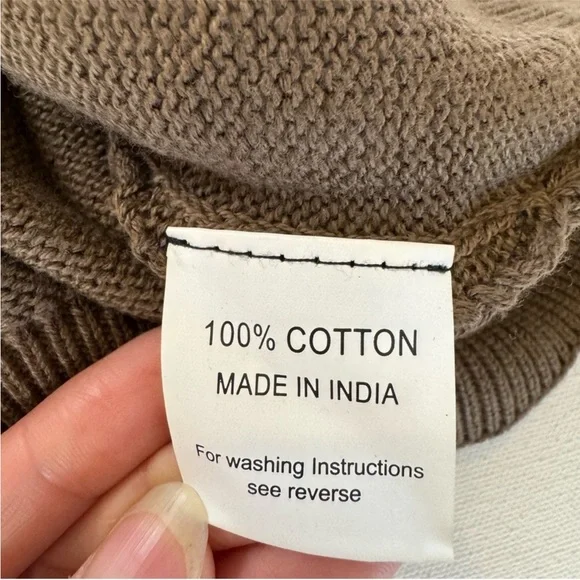 100% COTTON
MADE IN INDIA
For washing Instructions
see reverse